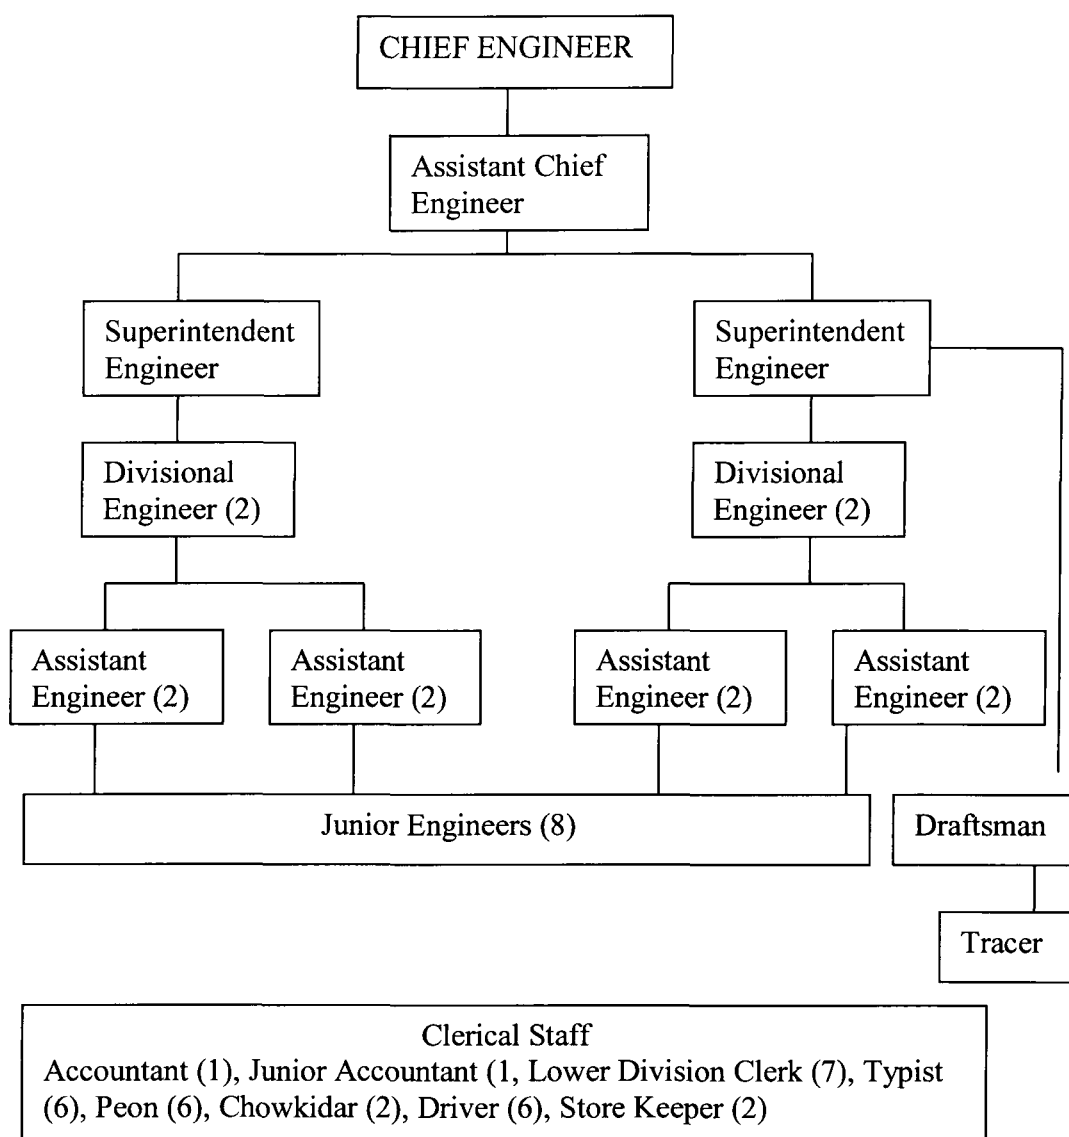 CHIEF ENGINEER
Assistant Chief
Engineer
Superintendent
Engineer
Superintendent
Engineer
Divisional
Engineer (2)
Divisional
Engineer (2)
Assistant
Engineer (2)
Assistant
Engineer (2)
Assistant
Engineer (2)
Assistant
Engineer (2)
Junior Engineers (8)
Draftsman
Tracer
Clerical Staff
Accountant (1), Junior Accountant (1, Lower Division Clerk (7), Typist
(6), Peon (6), Chowkidar (2), Driver (6), Store Keeper (2)